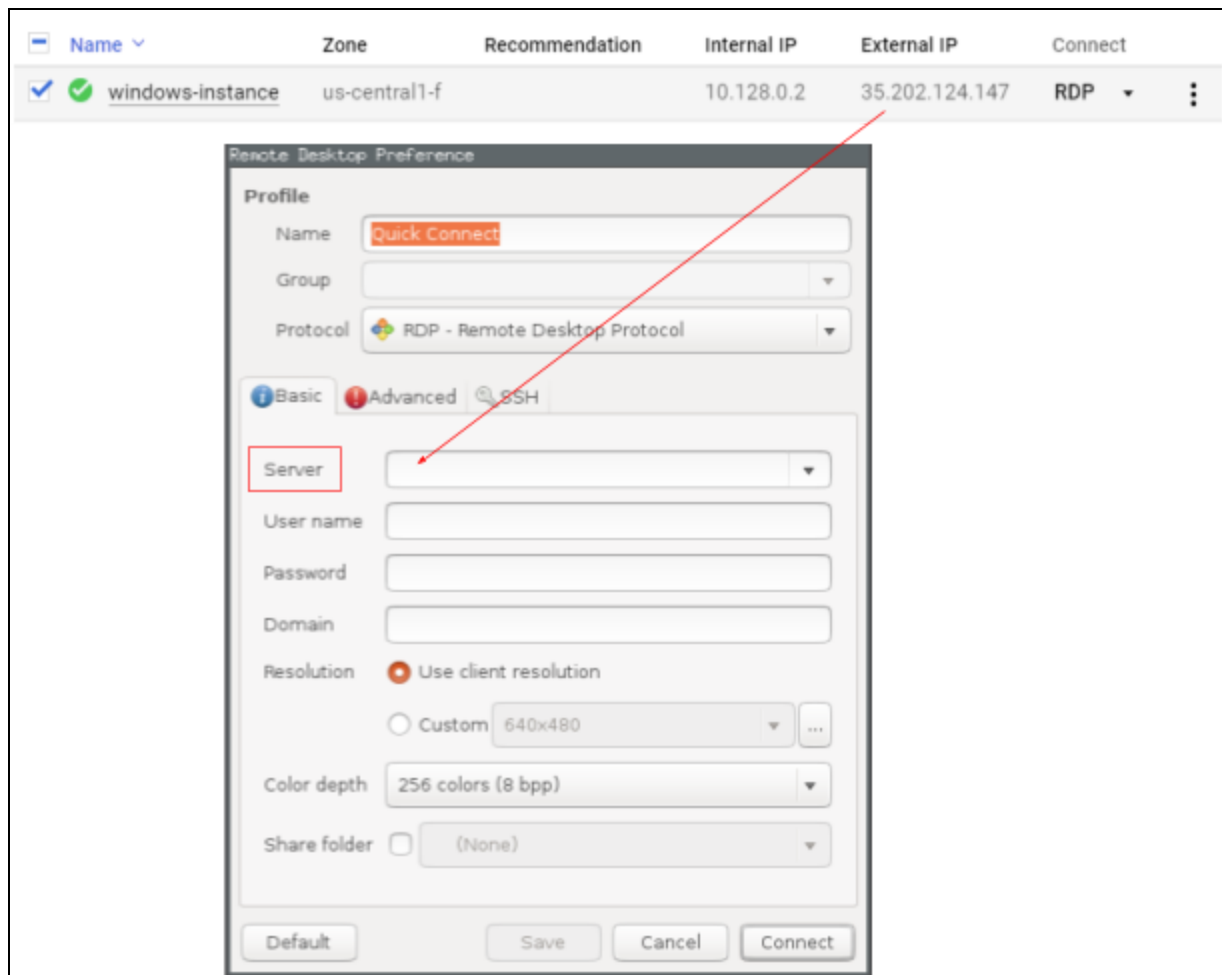 Name Zone Recommendation Internal IP External IP Connect
windows-instance us-central1-f 10.128.0.2 35.202.124.147 RDP
Remote Desktop Preference
Profile
Name Quick Connect
Group
Protocol RDP - Remote Desktop Protocol
Basic Advanced SSH
Server
User name
Password
Domain
Resolution Use client resolution
Custom 640x480 ...
Color depth 256 colors (8 bpp)
Share folder (None)
Default Save Cancel Connect